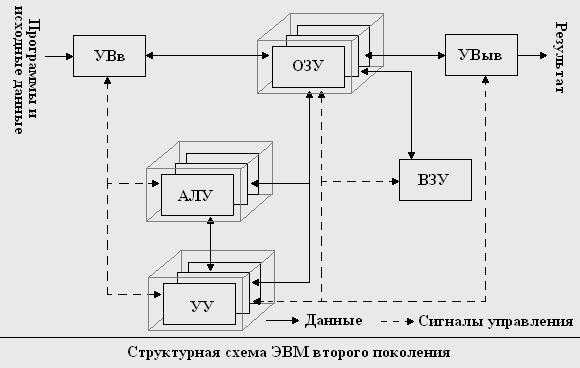 Программы и
исходные данные
УВв
ОЗУ
УВыв
Результат
АЛУ
ВЗУ
УУ
Данные
Сигналы управления
Структурная схема ЭВМ второго поколения